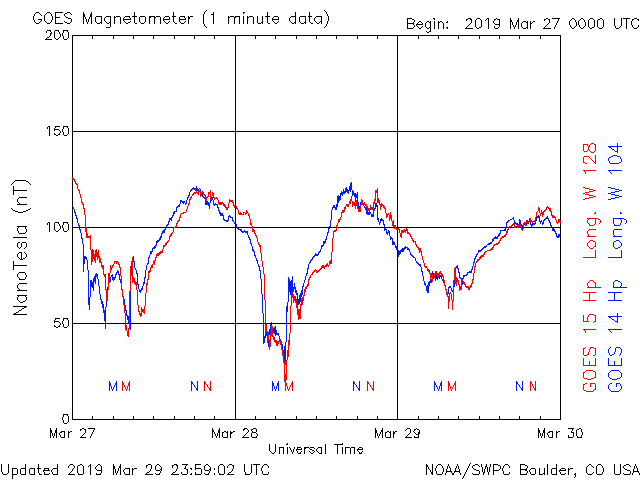 GOES Magnetometer (1 minute data)
Begin: 2019 Mar 27 0000 UTC
200
150
100
50
0
NanoTesla (nT)
GOES 15 Hp Long. W 128
GOES 14 Hp Long. W 104
M M N N M M N N M M N N
Mar 27 Mar 28 Mar 29 Mar 30
Universal Time
Updated 2019 Mar 29 23:59:02 UTC
NOAA/SWPC Boulder, CO USA